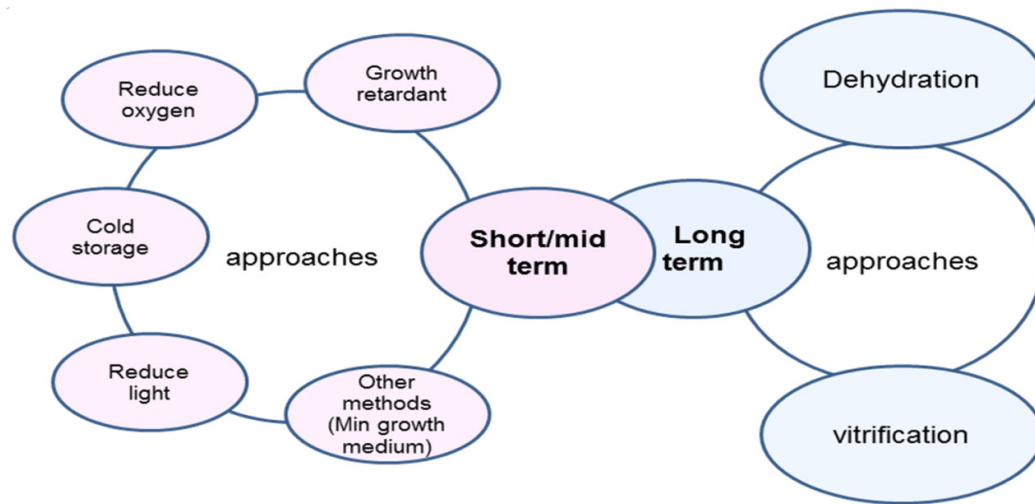 Growth
retardant
Reduce
oxygen
Cold
storage
approaches
Reduce
light
Other
methods
(Min growth
medium)
Short/mid
term
Long
term
Dehydration
approaches
vitrification